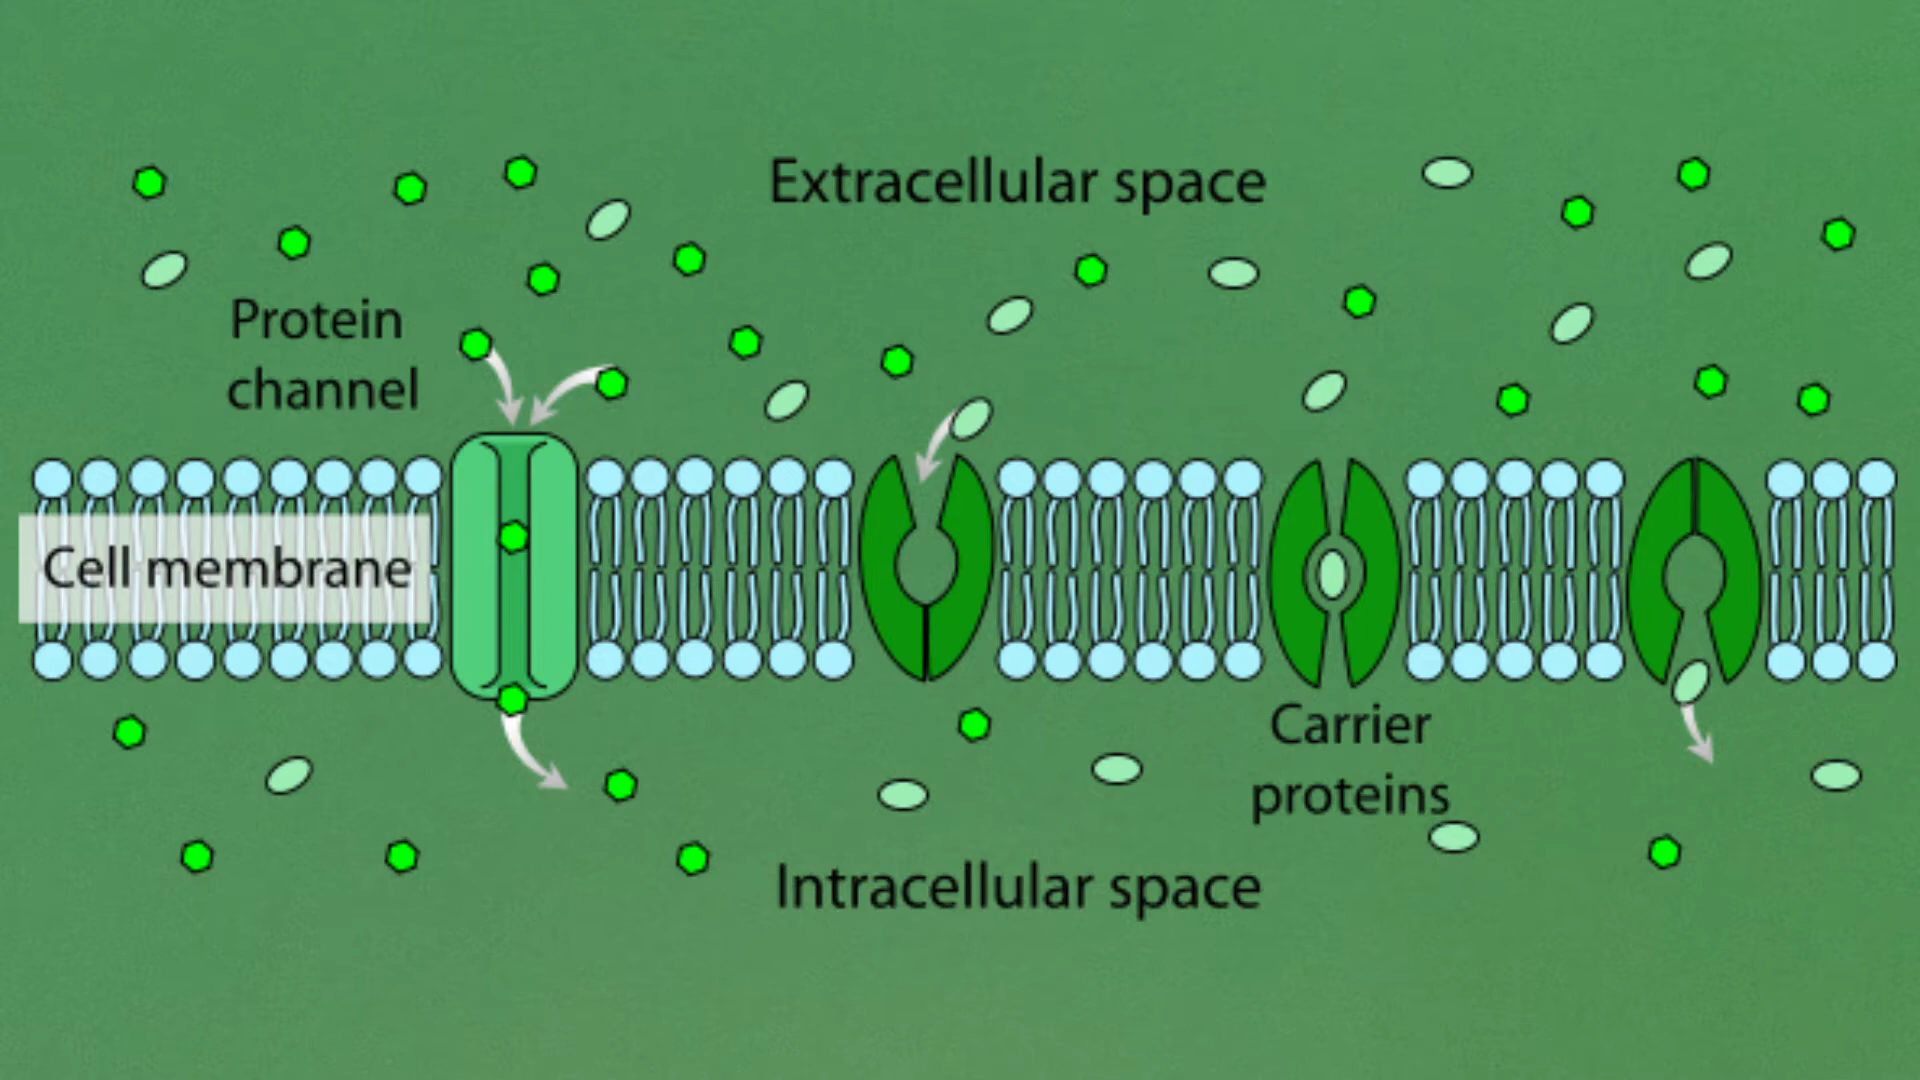 Extracellular space
Protein
channel
Cell membrane
Carrier
proteins
Intracellular space